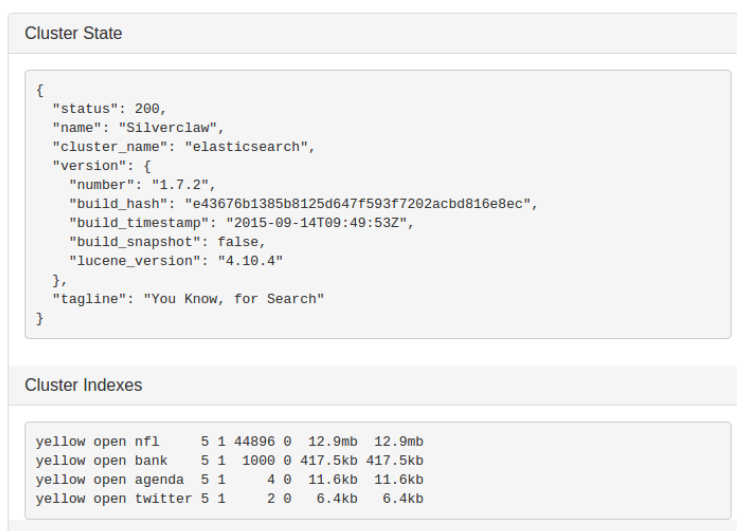 Cluster State
{
  "status": 200,
  "name": "Silverclaw",
  "cluster_name": "elasticsearch",
  "version": {
    "number": "1.7.2",
    "build_hash": "e43676b1385b8125d647f593f7202acbd816e8ec",
    "build_timestamp": "2015-09-14T09:49:53Z",
    "build_snapshot": false,
    "lucene_version": "4.10.4"
  },
  "tagline": "You Know, for Search"
}
Cluster Indexes
yellow open nfl     5 1 44896 0  12.9mb  12.9mb
yellow open bank    5 1  1000 0 417.5kb 417.5kb
yellow open agenda  5 1     4 0  11.6kb  11.6kb
yellow open twitter 5 1     2 0   6.4kb   6.4kb